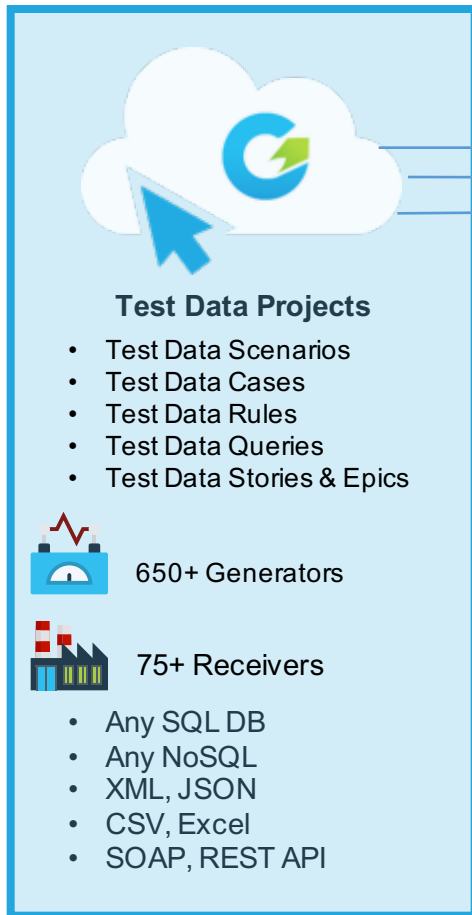 Test Data Projects
• Test Data Scenarios
• Test Data Cases
• Test Data Rules
• Test Data Queries
• Test Data Stories & Epics
650+ Generators
75+ Receivers
• Any SQL DB
• Any NoSQL
• XML, JSON
• CSV, Excel
• SOAP, REST API